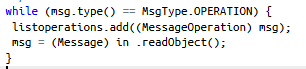 while (msg.type() == MsgType.OPERATION) {
listoperations.add((MessageOperation) msg);
msg = (Message) in .readObject();
}